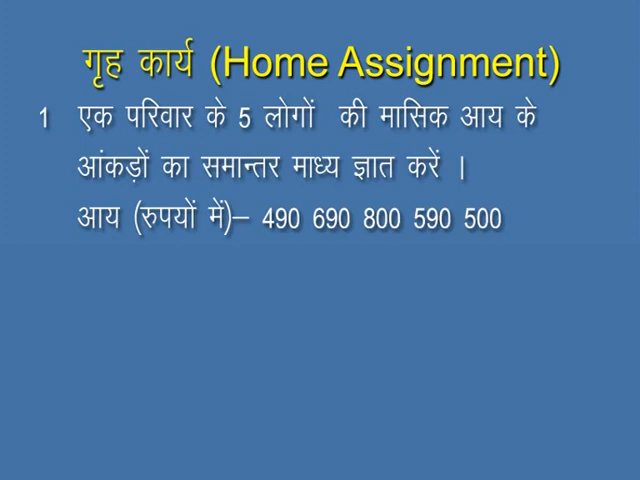 गृह कार्य (Home Assignment)
1 एक परिवार के 5 लोगों की मासिक आय के
आंकड़ों का समान्तर माध्य ज्ञात करें ।
आय (रुपयों में)– 490 690 800 590 500